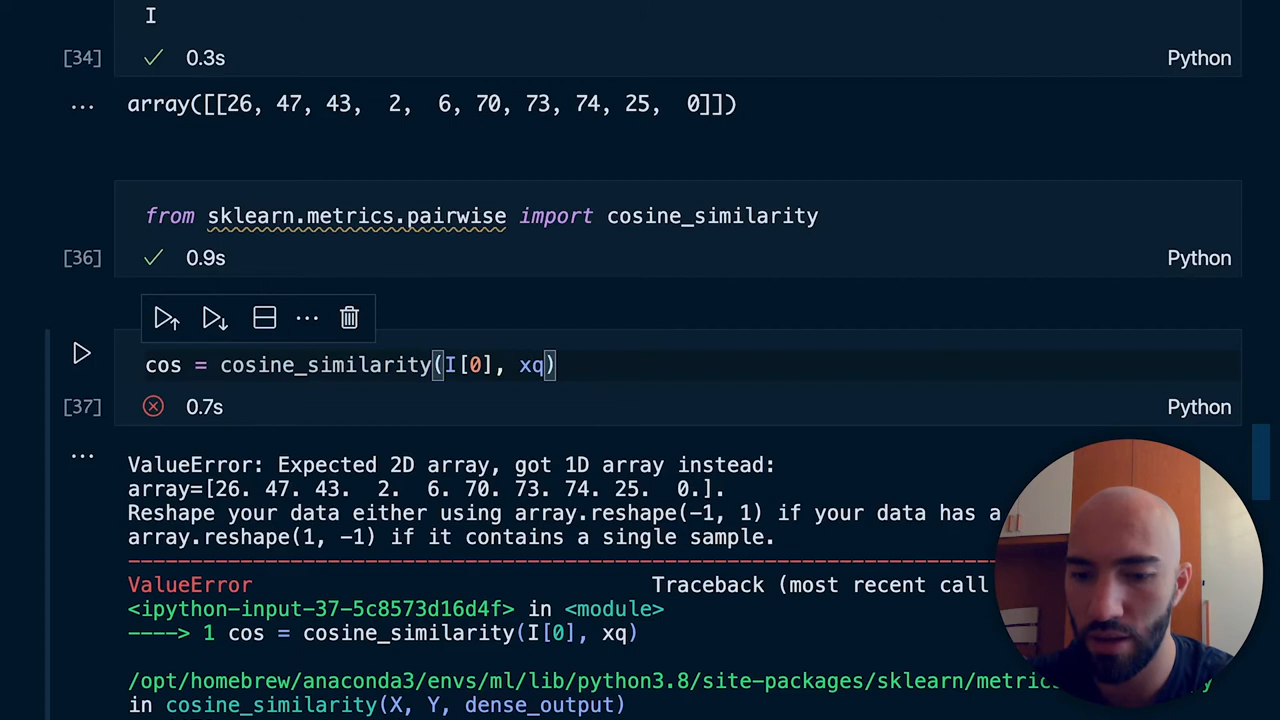 I
[34] 0.3s Python
... array([[26, 47, 43,  2,  6, 70, 73, 74, 25,  0]])
from sklearn.metrics.pairwise import cosine_similarity
[36] 0.9s Python
...
cos = cosine_similarity(I[0], xq)
[37] 0.7s Python
... ValueError: Expected 2D array, got 1D array instead:
array=[26. 47. 43.  2.  6. 70. 73. 74. 25.  0.].
Reshape your data either using array.reshape(-1, 1) if your data has a
array.reshape(1, -1) if it contains a single sample.
ValueError Traceback (most recent call
<ipython-input-37-5c8573d16d4f> in <module>
----> 1 cos = cosine_similarity(I[0], xq)
/opt/homebrew/anaconda3/envs/ml/lib/python3.8/site-packages/sklearn/metrics
in cosine_similarity(X, Y, dense_output)